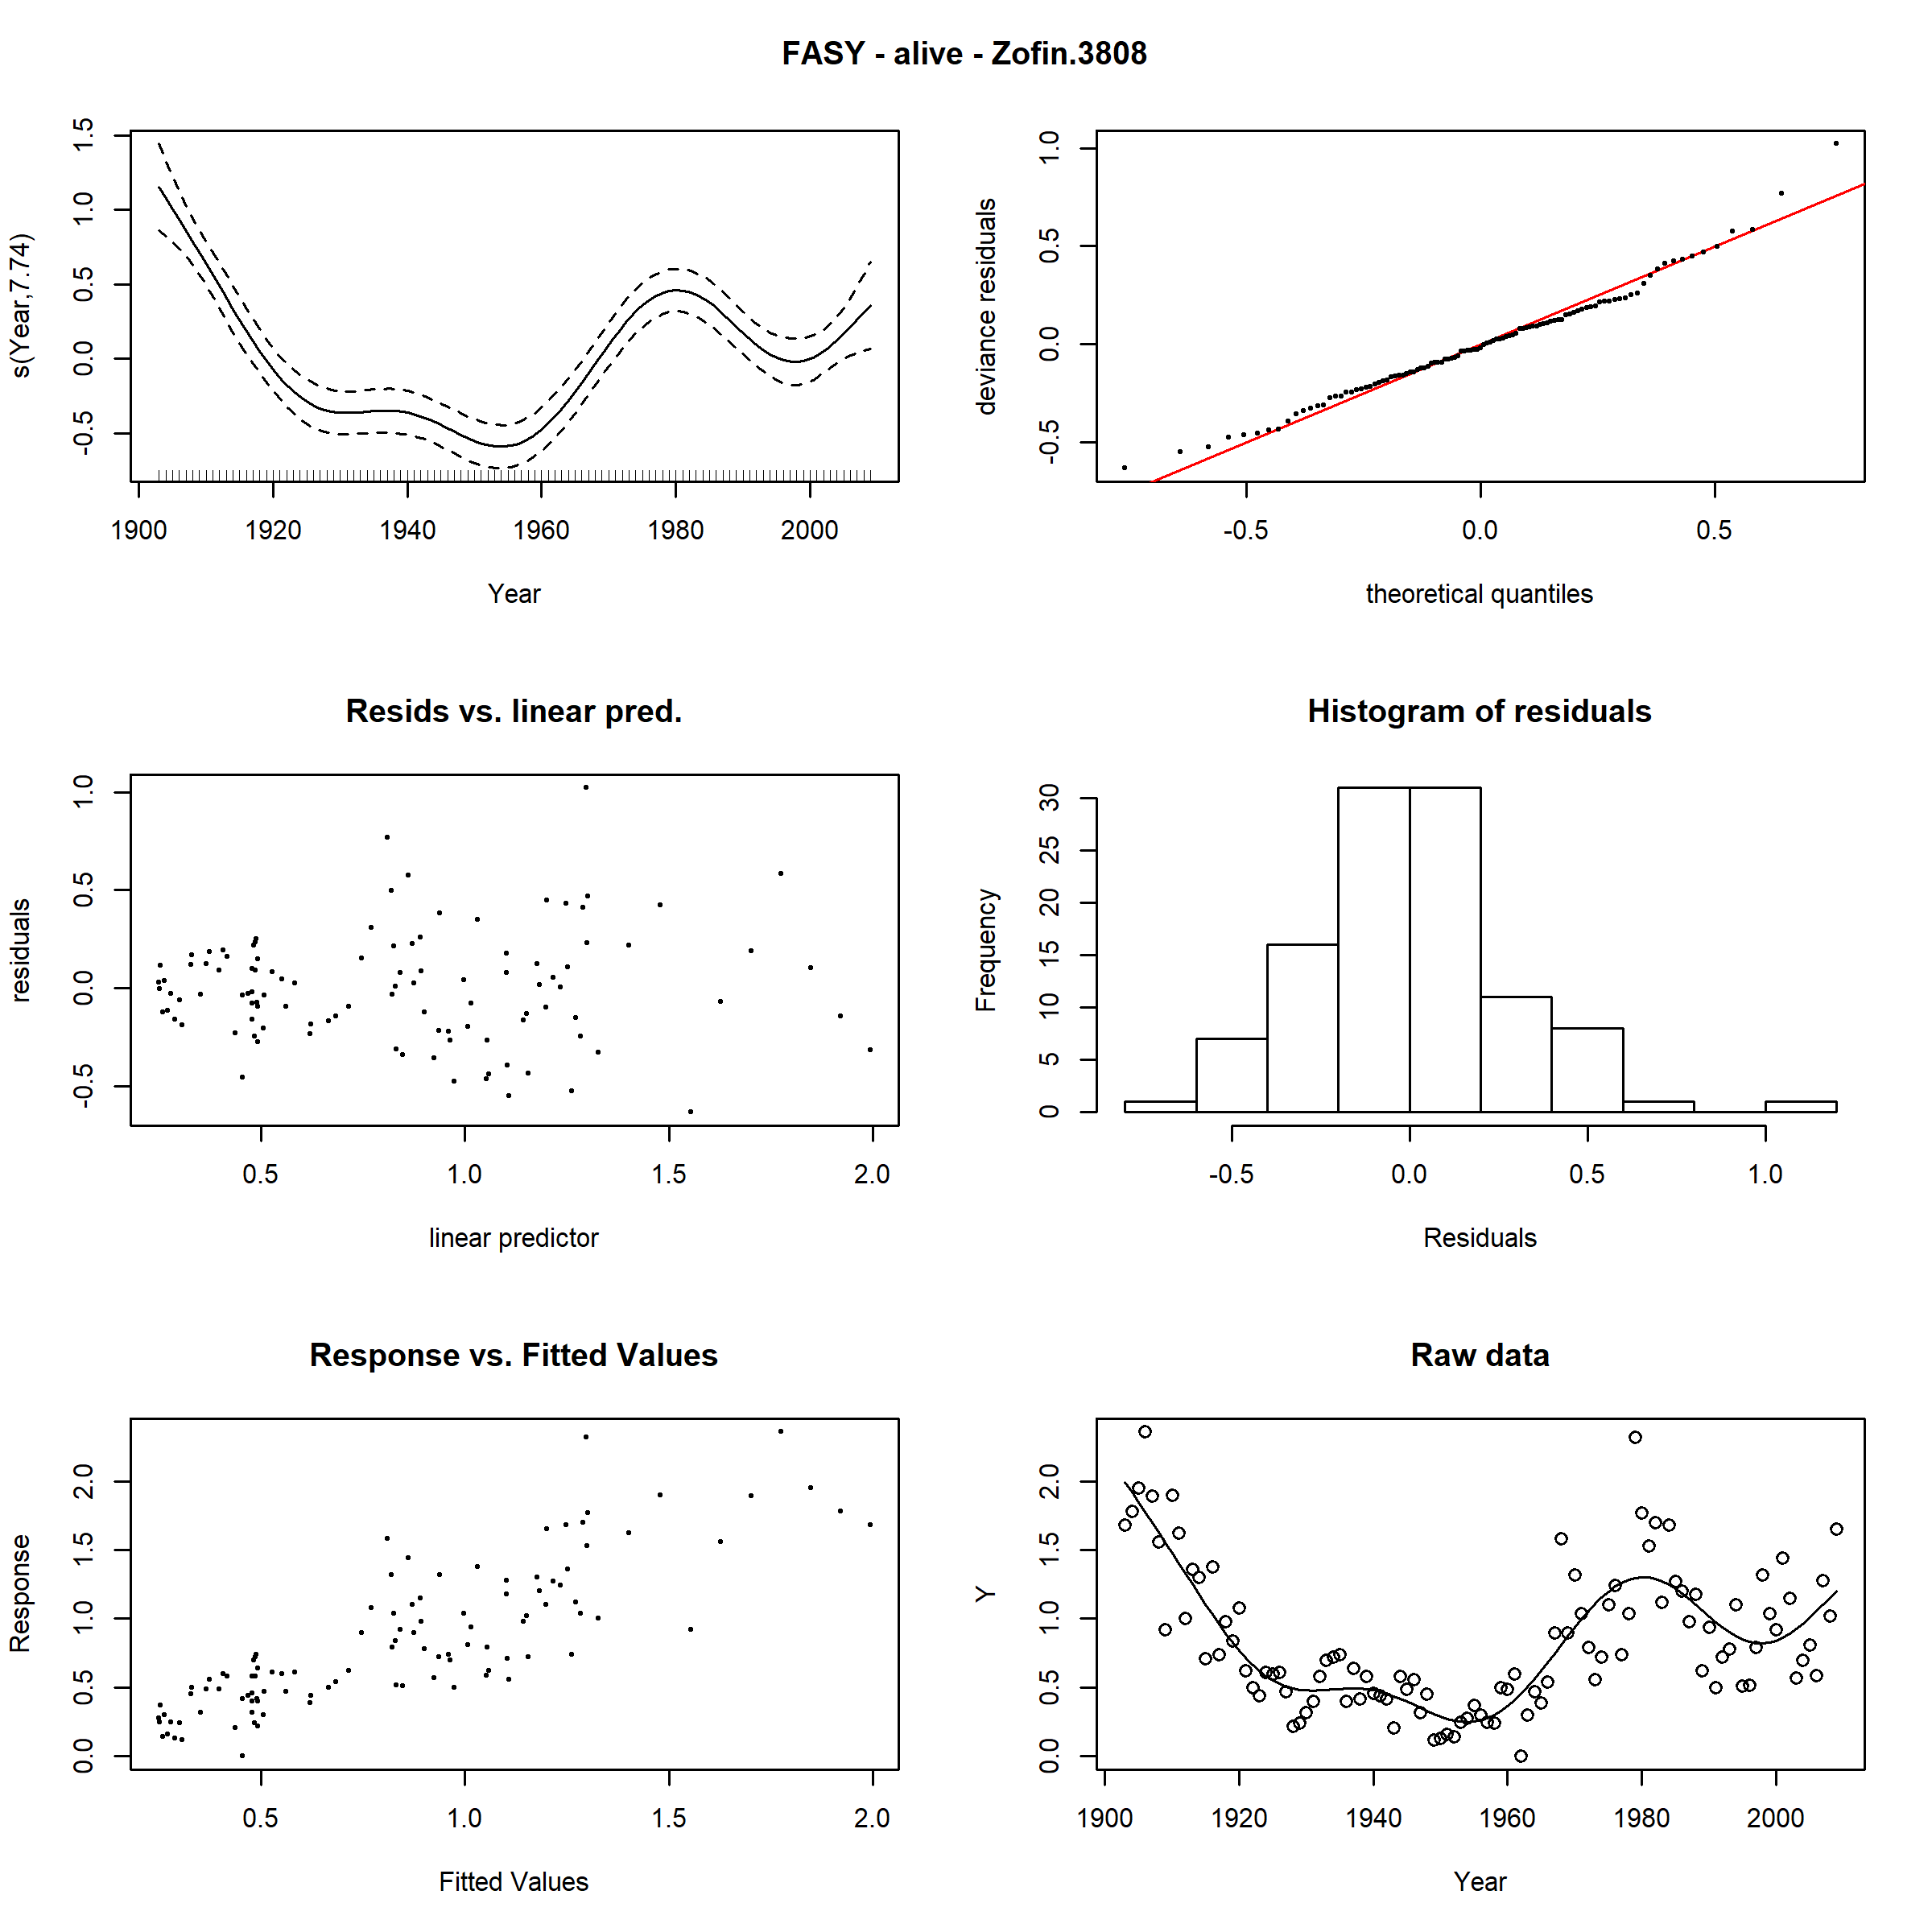 FASY - alive - Zofin.3808
s(Year,7.74)
-0.5 0.0 0.5 1.0 1.5
1900 1920 1940 1960 1980 2000
Year
deviance residuals
-0.5 0.0 0.5 1.0
-0.5 0.0 0.5
theoretical quantiles
Resids vs. linear pred.
residuals
-0.5 0.0 0.5 1.0
0.5 1.0 1.5 2.0
linear predictor
Histogram of residuals
Frequency
0 5 10 15 20 25 30
-0.5 0.0 0.5 1.0
Residuals
Response vs. Fitted Values
Response
0.0 0.5 1.0 1.5 2.0
0.5 1.0 1.5 2.0
Fitted Values
Raw data
Y
0.0 0.5 1.0 1.5 2.0
1900 1920 1940 1960 1980 2000
Year